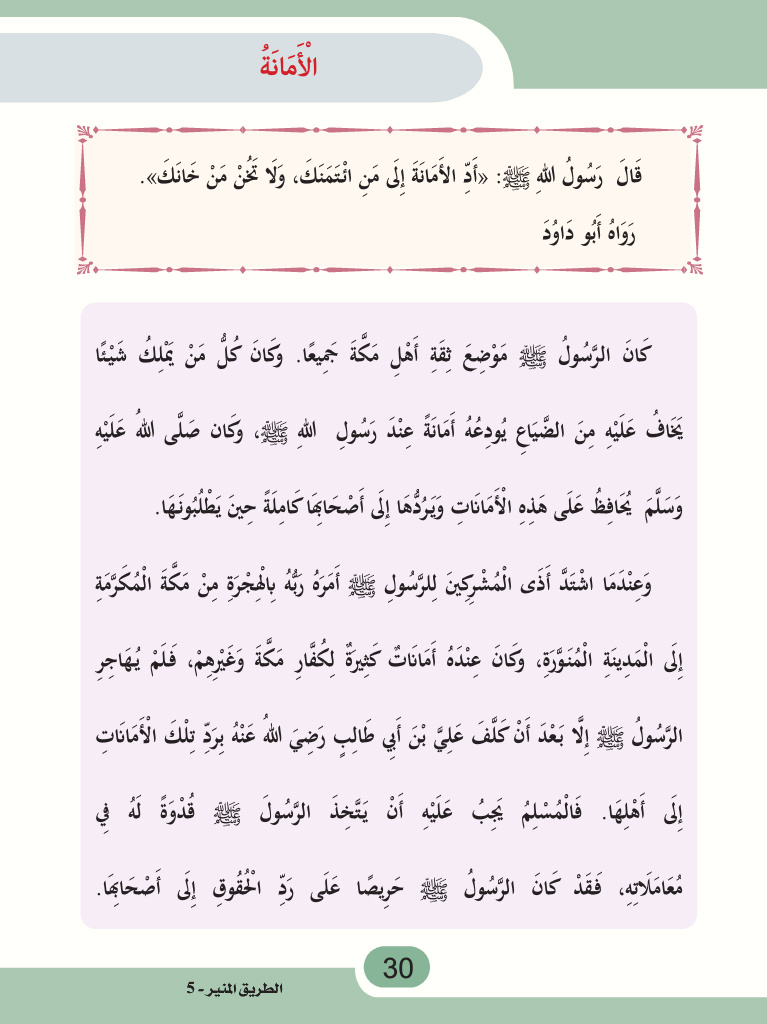 الْأَمَانَةُ
قَالَ رَسُولُ اللهِ ﷺ: «أَدِّ الأَمَانَةَ إِلَى مَنِ ائْتَمَنَكَ، وَلَا تَخُنْ مَنْ خَانَكَ».
رَوَاهُ أَبُو دَاوُدَ
كَانَ الرَّسُولُ ﷺ مَوْضِعَ ثِقَةِ أَهْلِ مَكَّةَ جَمِيعًا. وَكَانَ كُلُّ مَنْ يَمْلِكُ شَيْئًا
يَخَافُ عَلَيْهِ مِنَ الضَّيَاعِ يُودِعُهُ أَمَانَةً عِنْدَ رَسُولِ اللهِ ﷺ، وَكَان صَلَّى اللهُ عَلَيْهِ
وَسَلَّمَ يُحَافِظُ عَلَى هَذِهِ الْأَمَانَاتِ وَيَرُدُّهَا إِلَى أَصْحَابِهَا كَامِلَةً حِينَ يَطْلُبُونَهَا.
وَعِنْدَمَا اشْتَدَّ أَذَى الْمُشْرِكِينَ لِلرَّسُولِ ﷺ أَمَرَهُ رَبُّهُ بِالْهِجْرَةِ مِنْ مَكَّةَ الْمُكَرَّمَةِ
إِلَى الْمَدِينَةِ الْمُنَوَّرَةِ، وَكَانَ عِنْدَهُ أَمَانَاتٌ كَثِيرَةٌ لِكُفَّارِ مَكَّةَ وَغَيْرِهِمْ، فَلَمْ يُهَاجِرِ
الرَّسُولُ ﷺ إِلَّا بَعْدَ أَنْ كَلَّفَ عَلِيَّ بْنَ أَبِي طَالِبٍ رَضِيَ اللهُ عَنْهُ بِرَدِّ تِلْكَ الْأَمَانَاتِ
إِلَى أَهْلِهَا. فَالْمُسْلِمُ يَجِبُ عَلَيْهِ أَنْ يَتَّخِذَ الرَّسُولَ ﷺ قُدْوَةً لَهُ فِي
مُعَامَلَاتِهِ، فَقَدْ كَانَ الرَّسُولُ ﷺ حَرِيصًا عَلَى رَدِّ الْحُقُوقِ إِلَى أَصْحَابِهَا.
30
الطريق المنير - 5